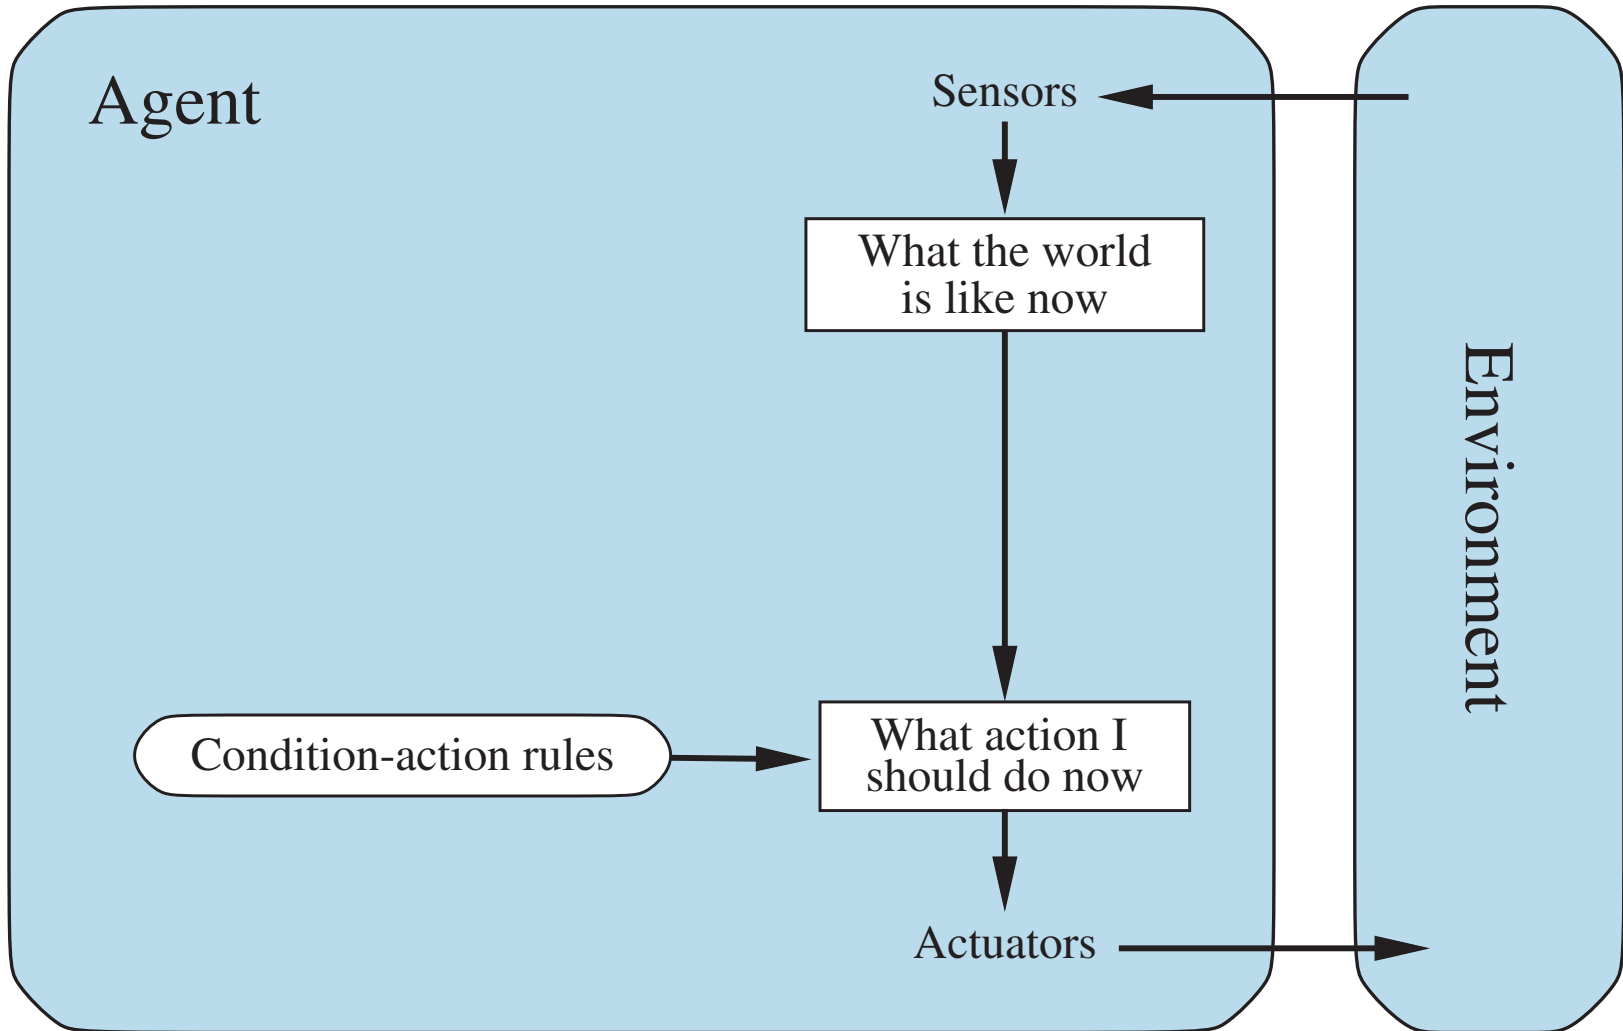 Agent
Sensors
What the world
is like now
Environment
Condition-action rules
What action I
should do now
Actuators